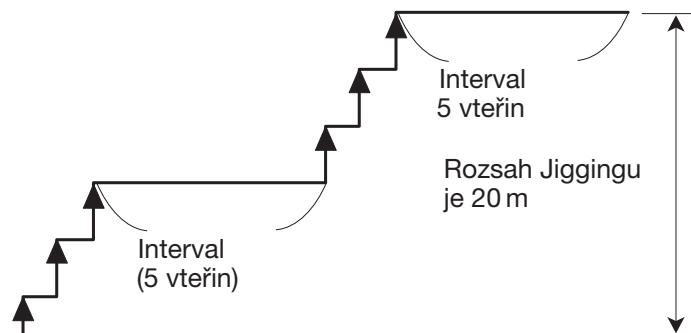 Interval
5 vteřin
Rozsah Jiggingu
je 20 m
Interval
(5 vteřin)